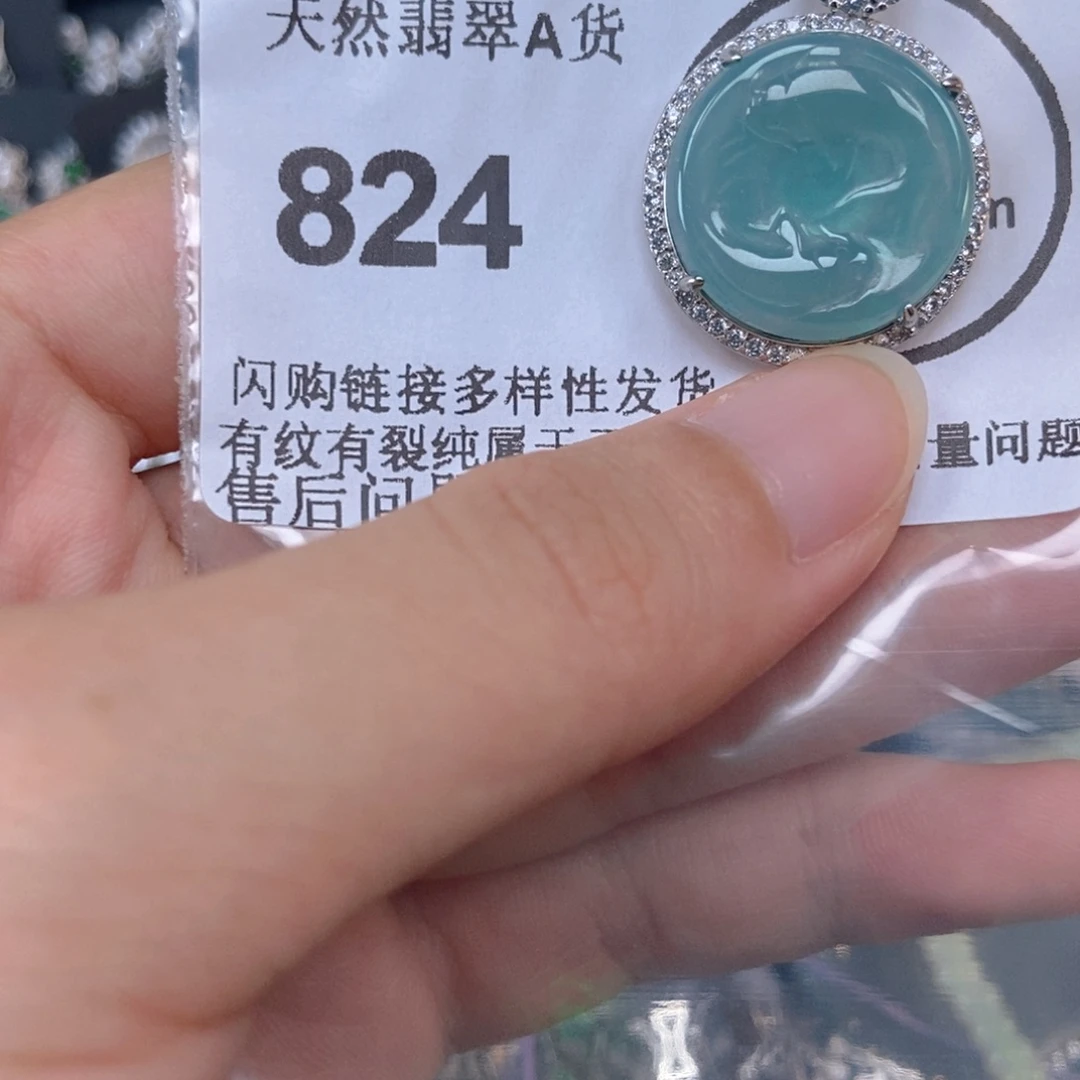 天然翡翠A货
824
闪购链接多样性发货
有纹有裂纯属 量问题
售后问